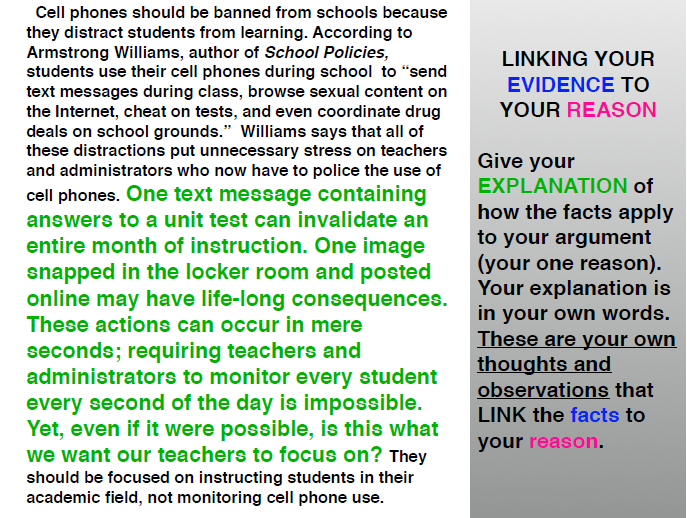 Cell phones should be banned from schools because
they distract students from learning. According to
Armstrong Williams, author of School Policies,
students use their cell phones during school to “send
text messages during class, browse sexual content on
the Internet, cheat on tests, and even coordinate drug
deals on school grounds.” Williams says that all of
these distractions put unnecessary stress on teachers
and administrators who now have to police the use of
cell phones. One text message containing
answers to a unit test can invalidate an
entire month of instruction. One image
snapped in the locker room and posted
online may have life-long consequences.
These actions can occur in mere
seconds; requiring teachers and
administrators to monitor every student
every second of the day is impossible.
Yet, even if it were possible, is this what
we want our teachers to focus on? They
should be focused on instructing students in their
academic field, not monitoring cell phone use.
LINKING YOUR
EVIDENCE TO
YOUR REASON
Give your
EXPLANATION of
how the facts apply
to your argument
(your one reason).
Your explanation is
in your own words.
These are your own
thoughts and
observations that
LINK the facts to
your reason.